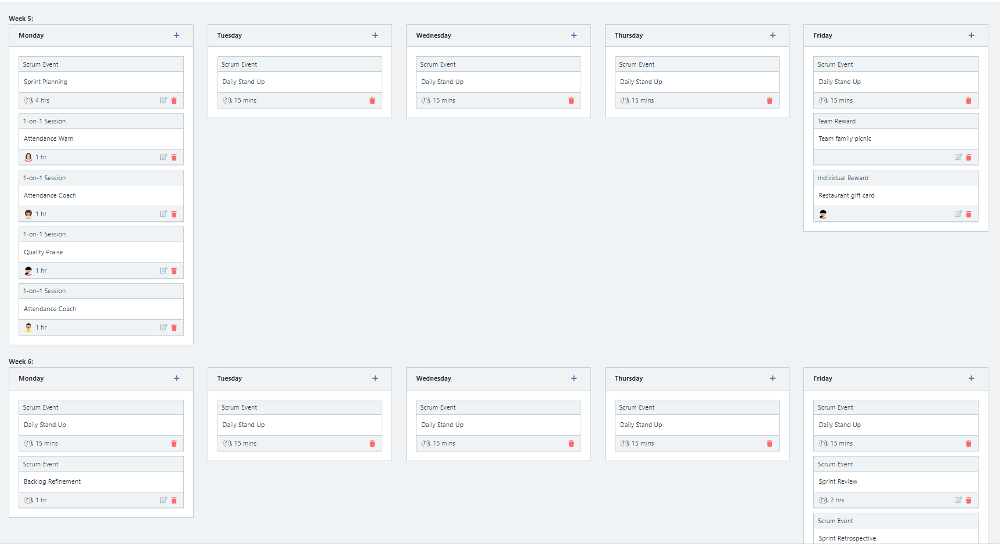 Week 5:
Monday +
Scrum Event
Sprint Planning
4 hrs
1-on-1 Session
Attendance Warn
1 hr
1-on-1 Session
Attendance Coach
1 hr
1-on-1 Session
Quality Praise
1 hr
1-on-1 Session
Attendance Coach
1 hr
Tuesday +
Scrum Event
Daily Stand Up
15 mins
Wednesday +
Scrum Event
Daily Stand Up
15 mins
Thursday +
Scrum Event
Daily Stand Up
15 mins
Friday +
Scrum Event
Daily Stand Up
15 mins
Team Reward
Team family picnic
Individual Reward
Restaurant gift card
Week 6:
Monday +
Scrum Event
Daily Stand Up
15 mins
Scrum Event
Backlog Refinement
1 hr
Tuesday +
Scrum Event
Daily Stand Up
15 mins
Wednesday +
Scrum Event
Daily Stand Up
15 mins
Thursday +
Scrum Event
Daily Stand Up
15 mins
Friday +
Scrum Event
Daily Stand Up
15 mins
Scrum Event
Sprint Review
2 hrs
Scrum Event
Sprint Retrospective